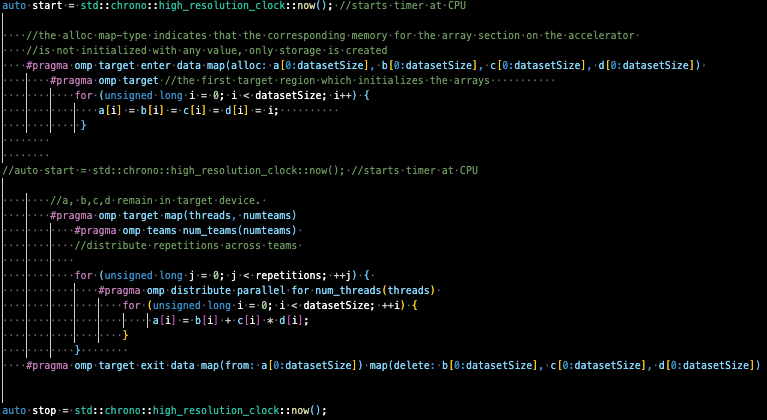 auto start = std::chrono::high_resolution_clock::now(); //starts timer at CPU
//the alloc map-type indicates that the corresponding memory for the array section on the accelerator
//is not initialized with any value, only storage is created
#pragma omp target enter data map(alloc: a[0:datasetSize], b[0:datasetSize], c[0:datasetSize], d[0:datasetSize])
#pragma omp target //the first target region which initializes the arrays
for (unsigned long i = 0; i < datasetSize; i++) {
a[i] = b[i] = c[i] = d[i] = i;
}
//auto start = std::chrono::high_resolution_clock::now(); //starts timer at CPU
//a, b,c,d remain in target device.
#pragma omp target map(threads, numteams)
#pragma omp teams num_teams(numteams)
//distribute repetitions across teams
for (unsigned long j = 0; j < repetitions; ++j) {
#pragma omp distribute parallel for num_threads(threads)
for (unsigned long i = 0; i < datasetSize; ++i) {
a[i] = b[i] + c[i] * d[i];
}
}
#pragma omp target exit data map(from: a[0:datasetSize]) map(delete: b[0:datasetSize], c[0:datasetSize], d[0:datasetSize])
auto stop = std::chrono::high_resolution_clock::now();